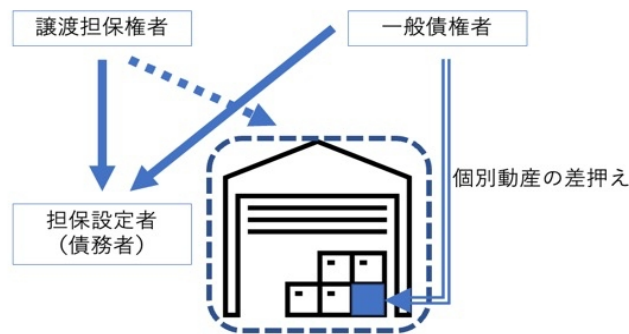 譲渡担保権者
一般債権者
個別動産の差押え
担保設定者
（債務者）